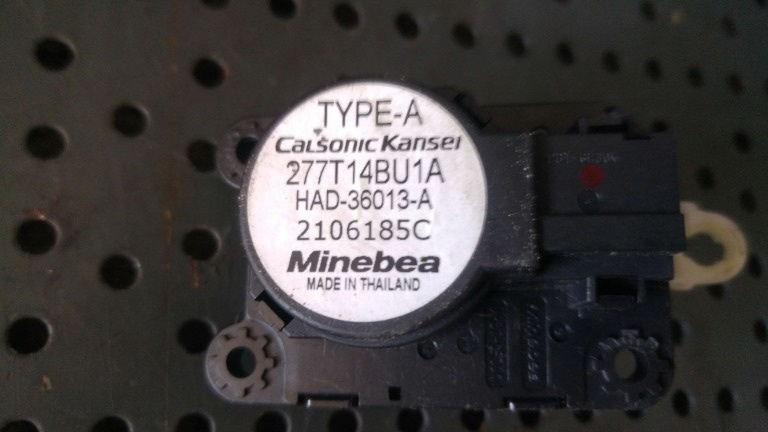 TYPE-A
CALSONIC KANSEI
277T14BU1A
HAD-36013-A
2106185C
Minebea
MADE IN THAILAND